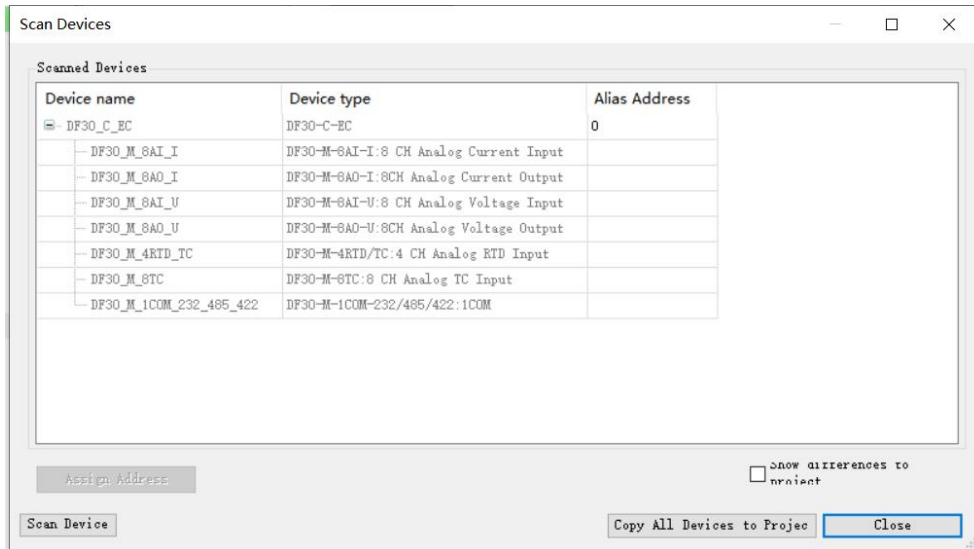 Scan Devices
Scanned Devices
Device name Device type Alias Address
DF30_C_EC DF30-C-EC 0
DF30_M_8AI_I DF30-M-8AI-I:8 CH Analog Current Input
DF30_M_8AO_I DF30-M-8AO-I:8CH Analog Current Output
DF30_M_8AI_U DF30-M-8AI-U:8 CH Analog Voltage Input
DF30_M_8AO_U DF30-M-8AO-U:8CH Analog Voltage Output
DF30_M_4RTD_TC DF30-M-4RTD/TC:4 CH Analog RTD Input
DF30_M_8TC DF30-M-8TC:8 CH Analog TC Input
DF30_M_1COM_232_485_422 DF30-M-1COM-232/485/422:1COM
Show differences to
project
Assign Address
Scan Device Copy All Devices to Projec Close